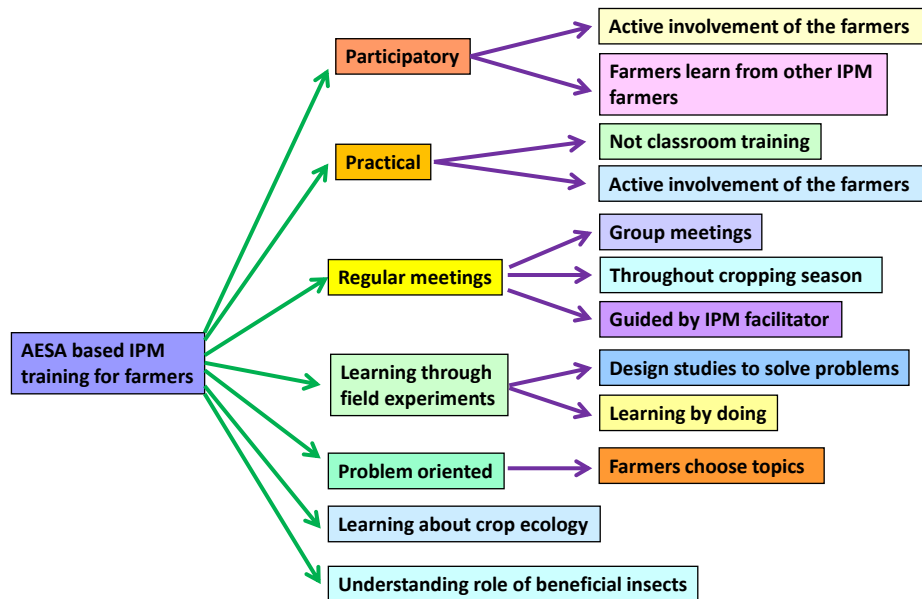 AESA based IPM
training for farmers
Participatory
Active involvement of the farmers
Farmers learn from other IPM
farmers
Practical
Not classroom training
Active involvement of the farmers
Regular meetings
Group meetings
Throughout cropping season
Guided by IPM facilitator
Learning through
field experiments
Design studies to solve problems
Learning by doing
Problem oriented
Farmers choose topics
Learning about crop ecology
Understanding role of beneficial insects